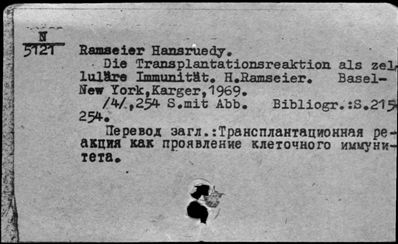 N
5121
Ramseier Hansruedy.
Die Transplantationsreaktion als zel
luläre Immunität. H.Ramseier. Basel-
New York,Karger,1969.
/4/,254 S.mit Abb. Bibliogr.:S.215
254.
Перевод загл.:Трансплантационная ре-
акция как проявление клеточного иммуни-
тета.